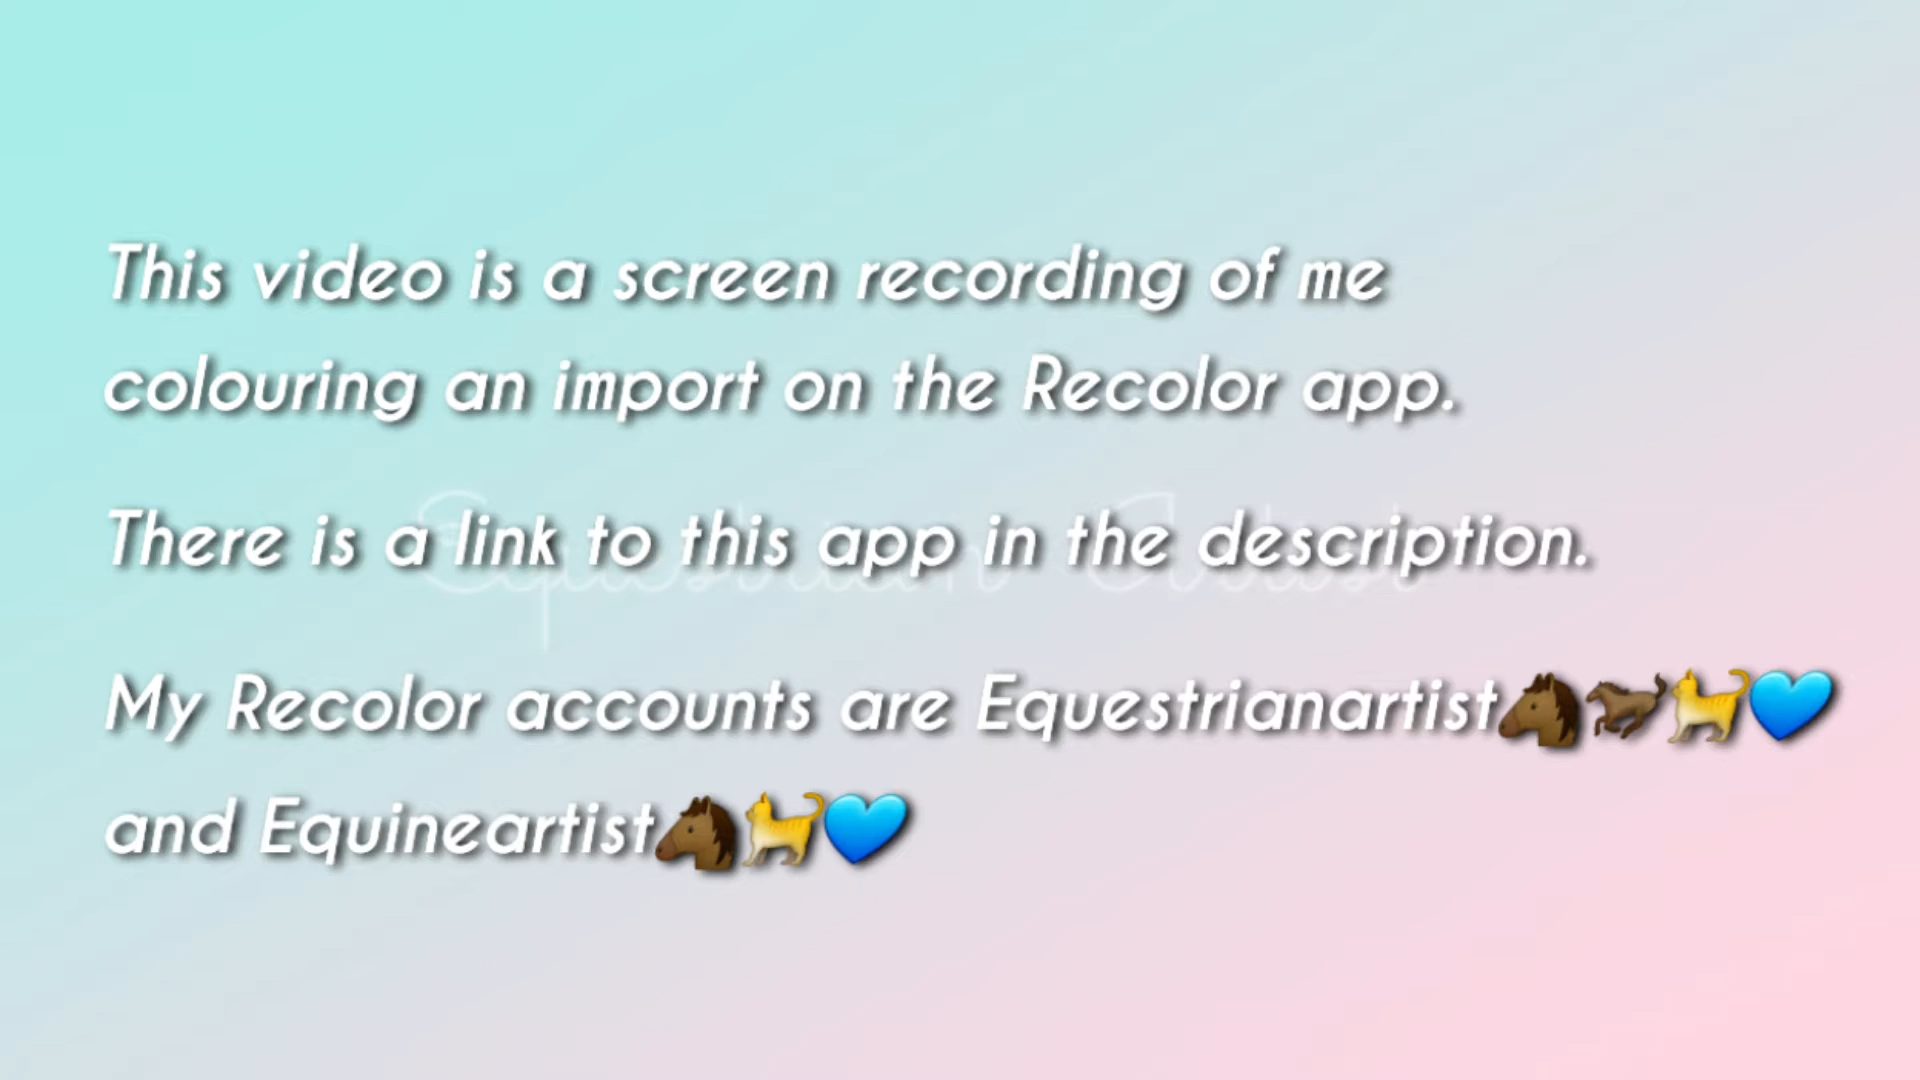 This video is a screen recording of me
colouring an import on the Recolor app.
There is a link to this app in the description.
My Recolor accounts are Equestrianartist🐴🐎🐈💙
and Equineartist🐴🐈💙
Equestrian